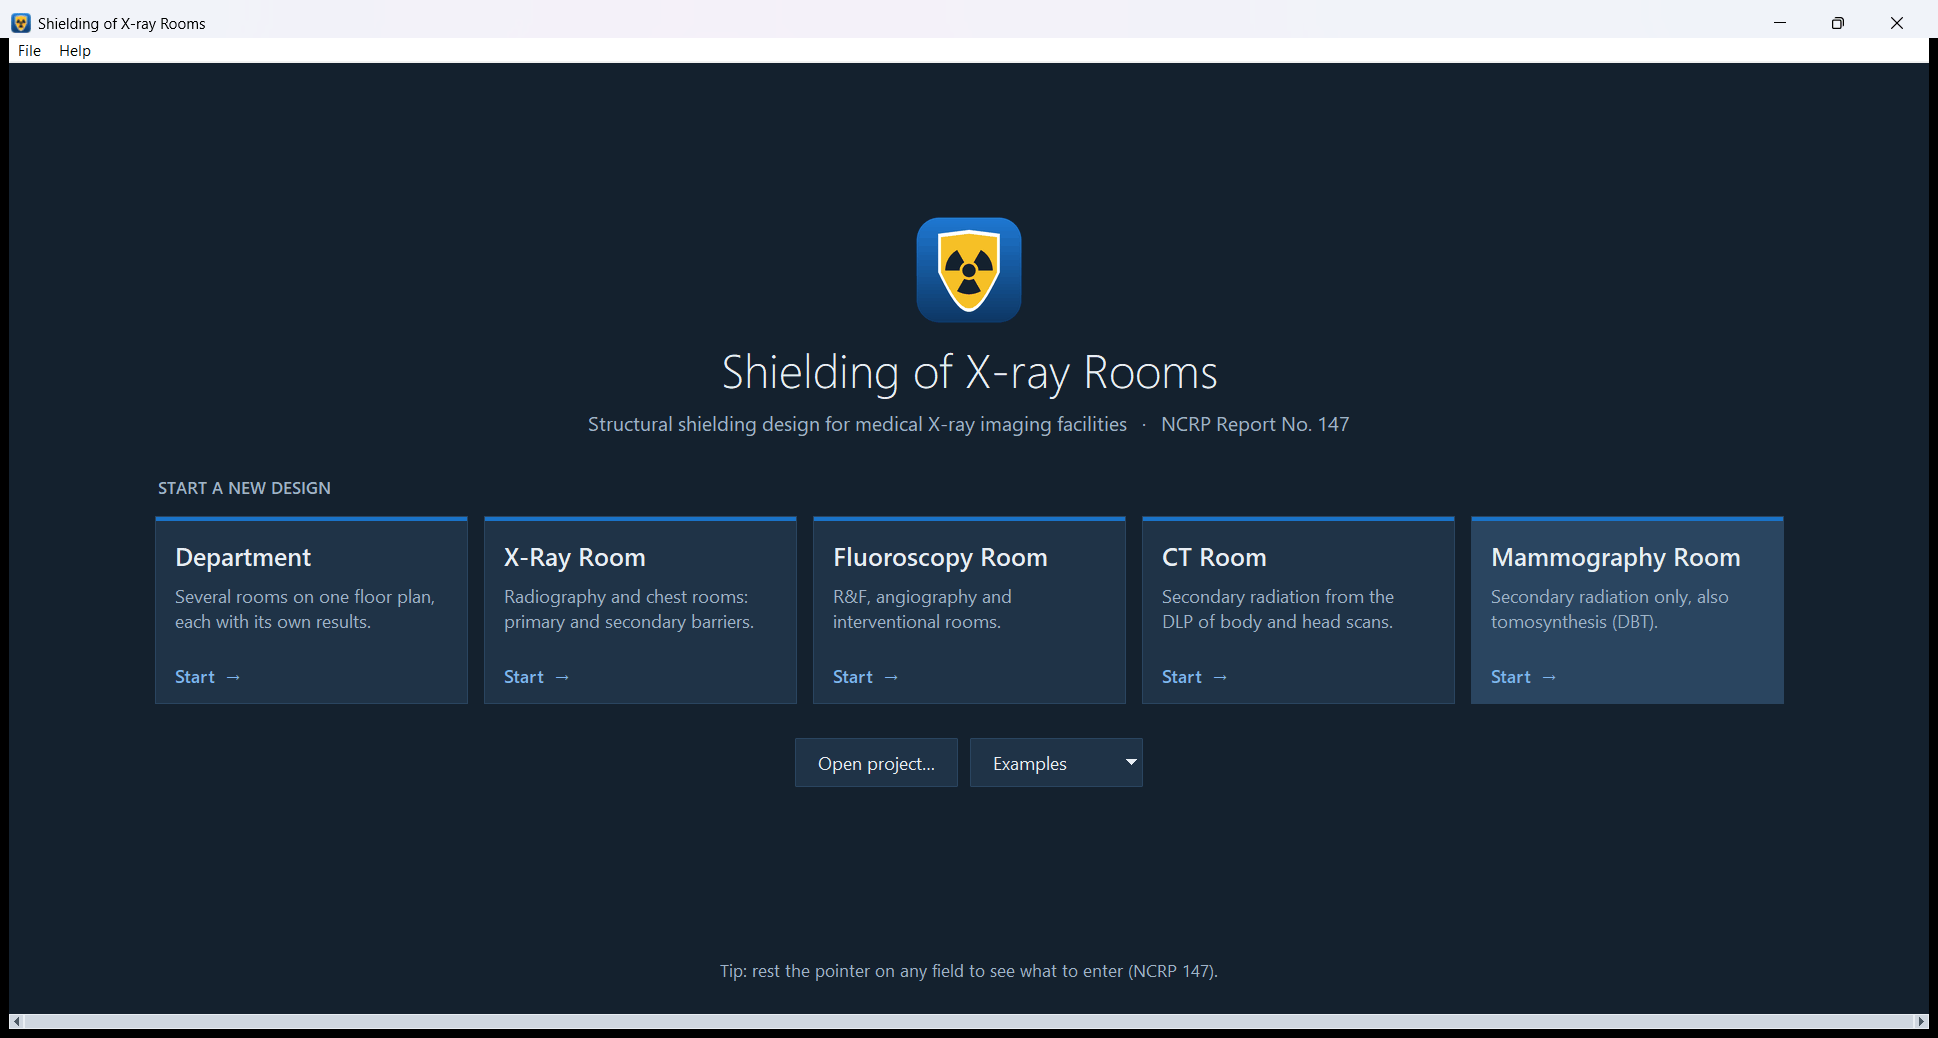 Shielding of X-ray Rooms
File Help
Shielding of X-ray Rooms
Structural shielding design for medical X-ray imaging facilities · NCRP Report No. 147
START A NEW DESIGN
Department
Several rooms on one floor plan,
each with its own results.
Start →
X-Ray Room
Radiography and chest rooms:
primary and secondary barriers.
Start →
Fluoroscopy Room
R&F, angiography and
interventional rooms.
Start →
CT Room
Secondary radiation from the
DLP of body and head scans.
Start →
Mammography Room
Secondary radiation only, also
tomosynthesis (DBT).
Start →
Open project...
Examples
Tip: rest the pointer on any field to see what to enter (NCRP 147).